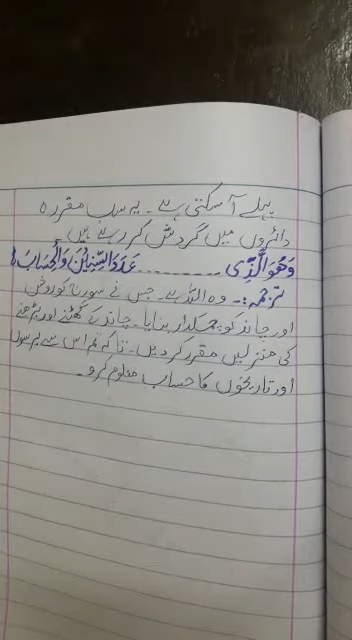 پہلے آ سکتی ہے۔ یہ سب مقررہ
دائروں میں گردش کر رہے ہیں۔
وَھُوَ الَّذِی ............ عَدَدَ السِّنِیْنَ وَالْحِسَابَ ط
ترجمہ:۔ وہ اللہ ہے۔ جس نے سورج کو روشن
اور چاند کو چمکدار بنایا۔ چاند کے گھٹنے اور بڑھنے
کی منزلیں مقرر کر دیں۔ تاکہ تم اس سے برسوں
اور تاریخوں کا حساب معلوم کرو۔